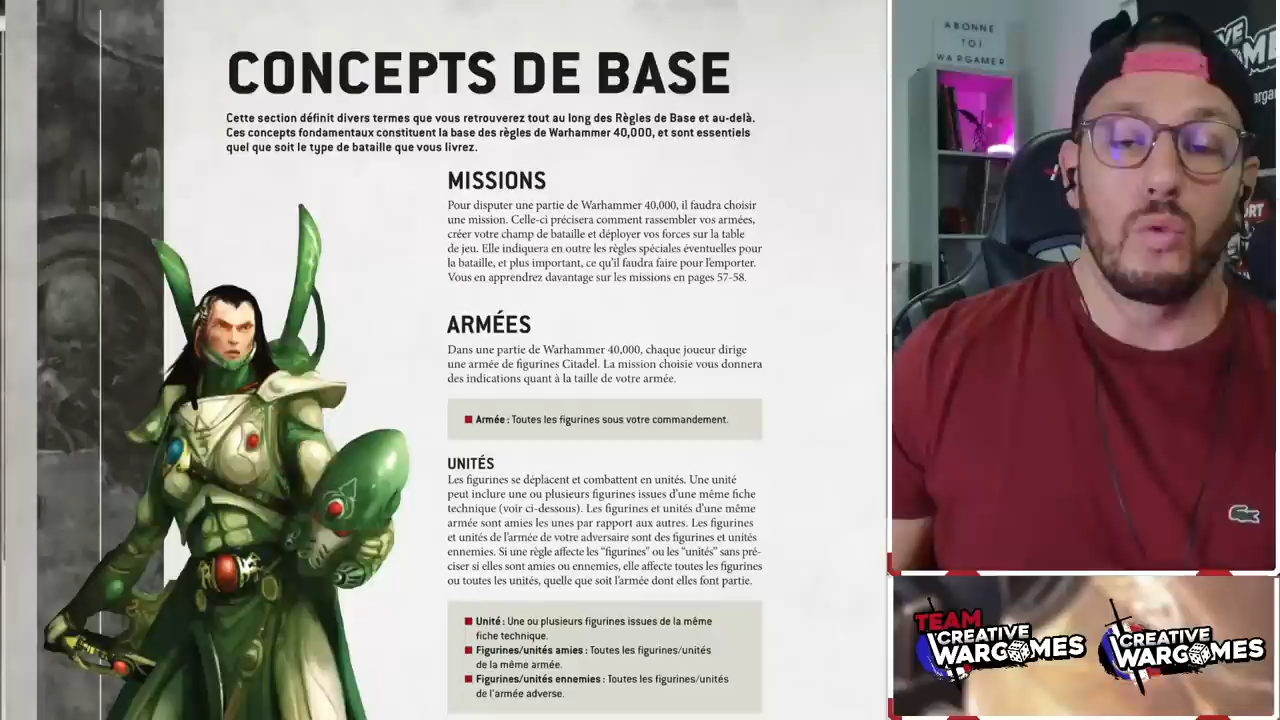 CONCEPTS DE BASE
Cette section définit divers termes que vous retrouverez tout au long des Règles de Base et au-delà.
Ces concepts fondamentaux constituent la base des règles de Warhammer 40,000, et sont essentiels
quel que soit le type de bataille que vous livrez.
MISSIONS
Pour disputer une partie de Warhammer 40,000, il faudra choisir
une mission. Celle-ci précisera comment rassembler vos armées,
créer votre champ de bataille et déployer vos forces sur la table
de jeu. Elle indiquera en outre les règles spéciales éventuelles pour
la bataille, et plus important, ce qu'il faudra faire pour l'emporter.
Vous en apprendrez davantage sur les missions en pages 57-58.
ARMÉES
Dans une partie de Warhammer 40,000, chaque joueur dirige
une armée de figurines Citadel. La mission choisie vous donnera
des indications quant à la taille de votre armée.
Armée : Toutes les figurines sous votre commandement.
UNITÉS
Les figurines se déplacent et combattent en unités. Une unité
peut inclure une ou plusieurs figurines issues d'une même fiche
technique (voir ci-dessous). Les figurines et unités d'une même
armée sont amies les unes par rapport aux autres. Les figurines
et unités de l'armée de votre adversaire sont des figurines et unités
ennemies. Si une règle affecte les "figurines" ou les "unités" sans pré-
ciser si elles sont amies ou ennemies, elle affecte toutes les figurines
ou toutes les unités, quelle que soit l'armée dont elles font partie.
Unité : Une ou plusieurs figurines issues de la même
fiche technique.
Figurines/unités amies : Toutes les figurines/unités
de la même armée.
Figurines/unités ennemies : Toutes les figurines/unités
de l'armée adverse.
ABONNE
TOI
WARGAMER
TEAM
CREATIVE
WARGAMES
CREATIVE
WARGAMES